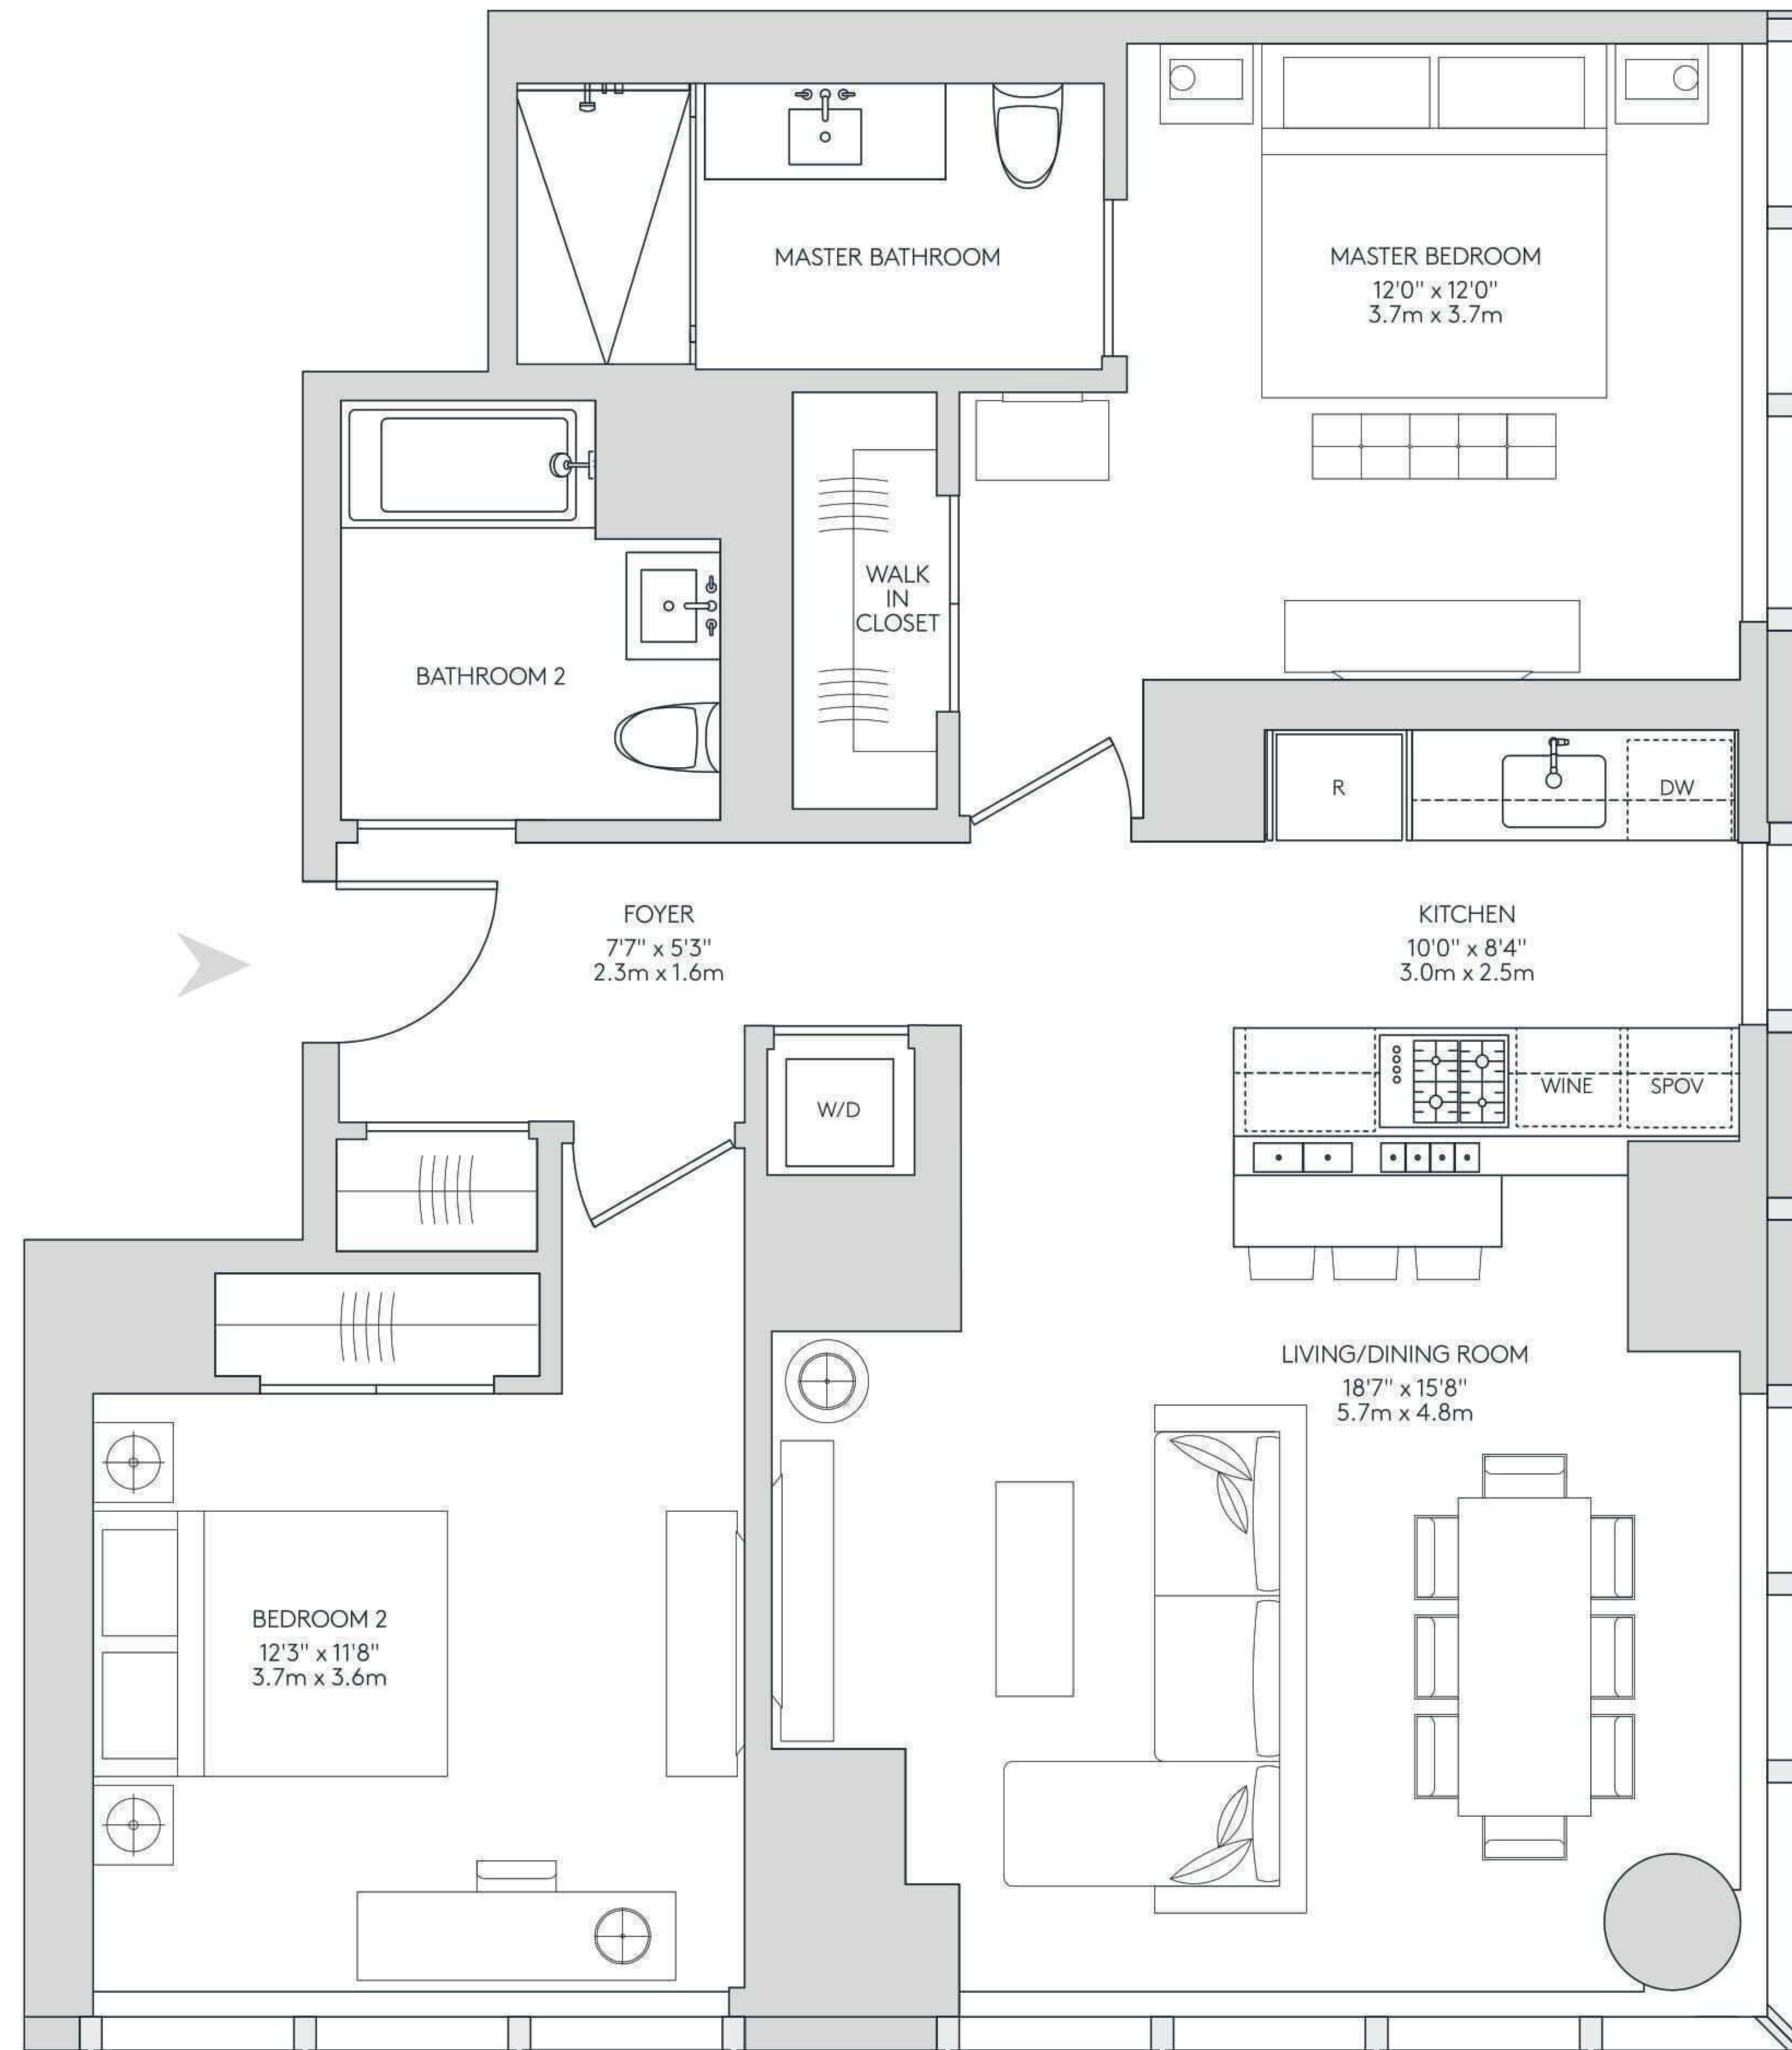 MASTER BATHROOM
MASTER BEDROOM
12'0" x 12'0"
3.7m x 3.7m
WALK
IN
CLOSET
BATHROOM 2
R
DW
FOYER
7'7" x 5'3"
2.3m x 1.6m
KITCHEN
10'0" x 8'4"
3.0m x 2.5m
W/D
WINE
SPOV
LIVING/DINING ROOM
18'7" x 15'8"
5.7m x 4.8m
BEDROOM 2
12'3" x 11'8"
3.7m x 3.6m